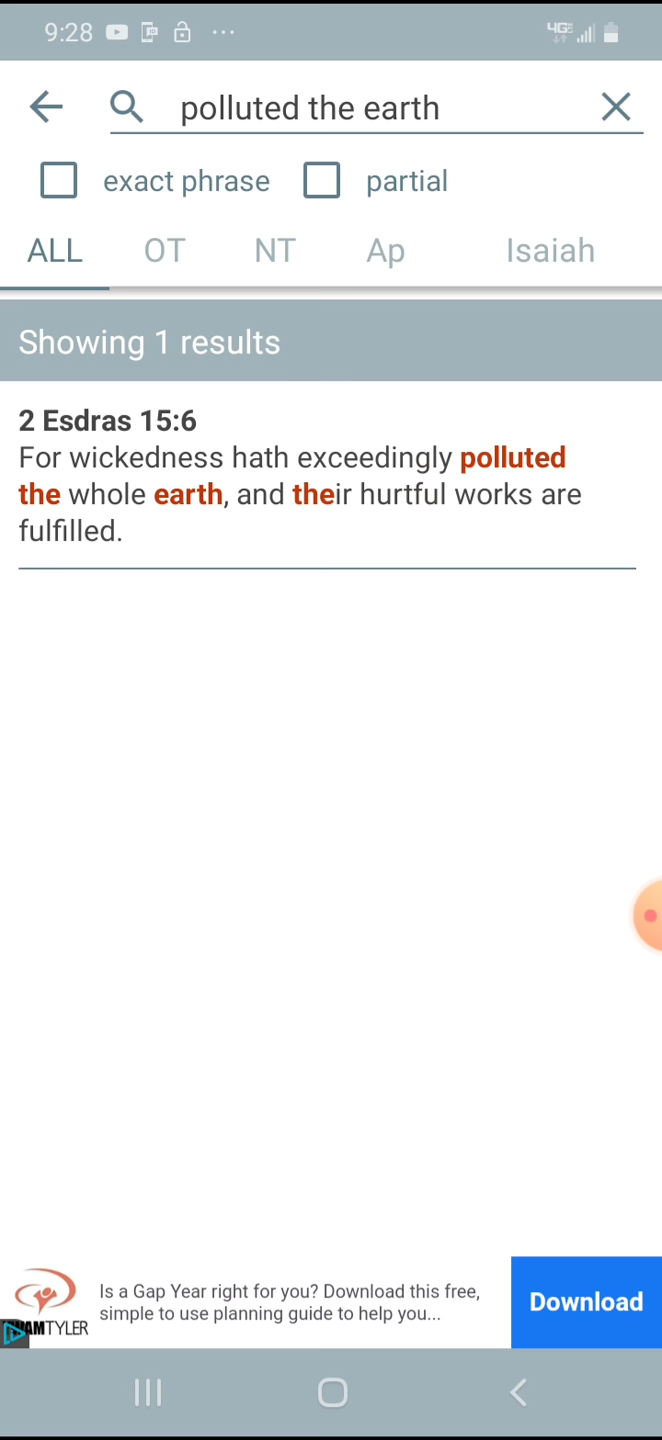 9:28 ... 4GE
polluted the earth
exact phrase partial
ALL OT NT Ap Isaiah
Showing 1 results
2 Esdras 15:6
For wickedness hath exceedingly polluted
the whole earth, and their hurtful works are
fulfilled.
Is a Gap Year right for you? Download this free,
simple to use planning guide to help you...
Download
TYLER